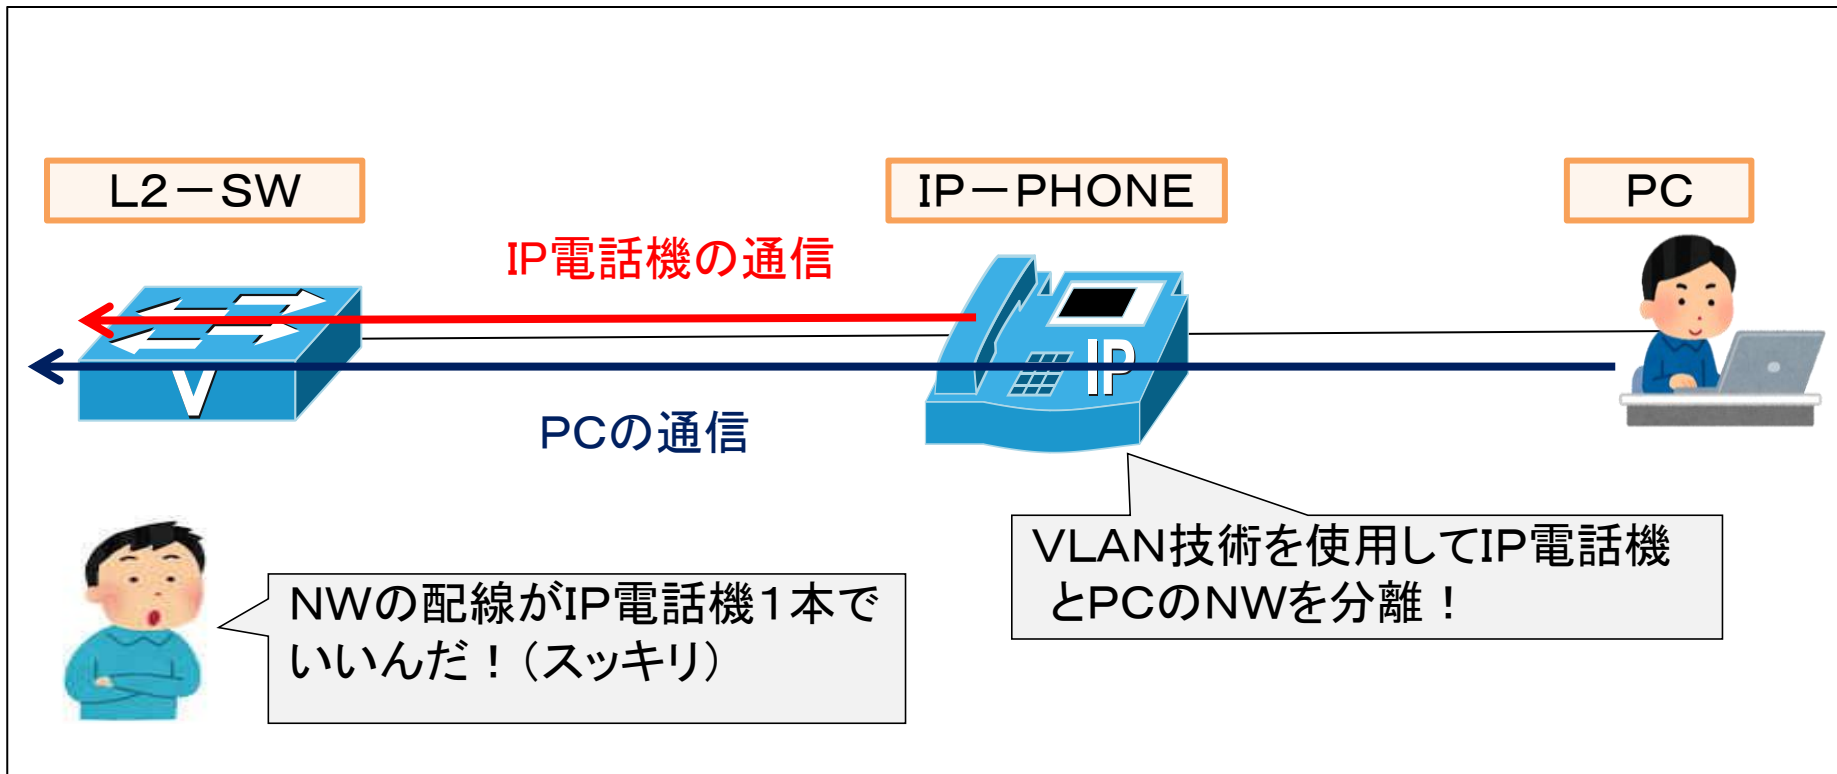 L2－SW
IP－PHONE
PC
IP電話機の通信
V
IP
PCの通信
VLAN技術を使用してIP電話機
とPCのNWを分離！
NWの配線がIP電話機１本で
いいんだ！（スッキリ）